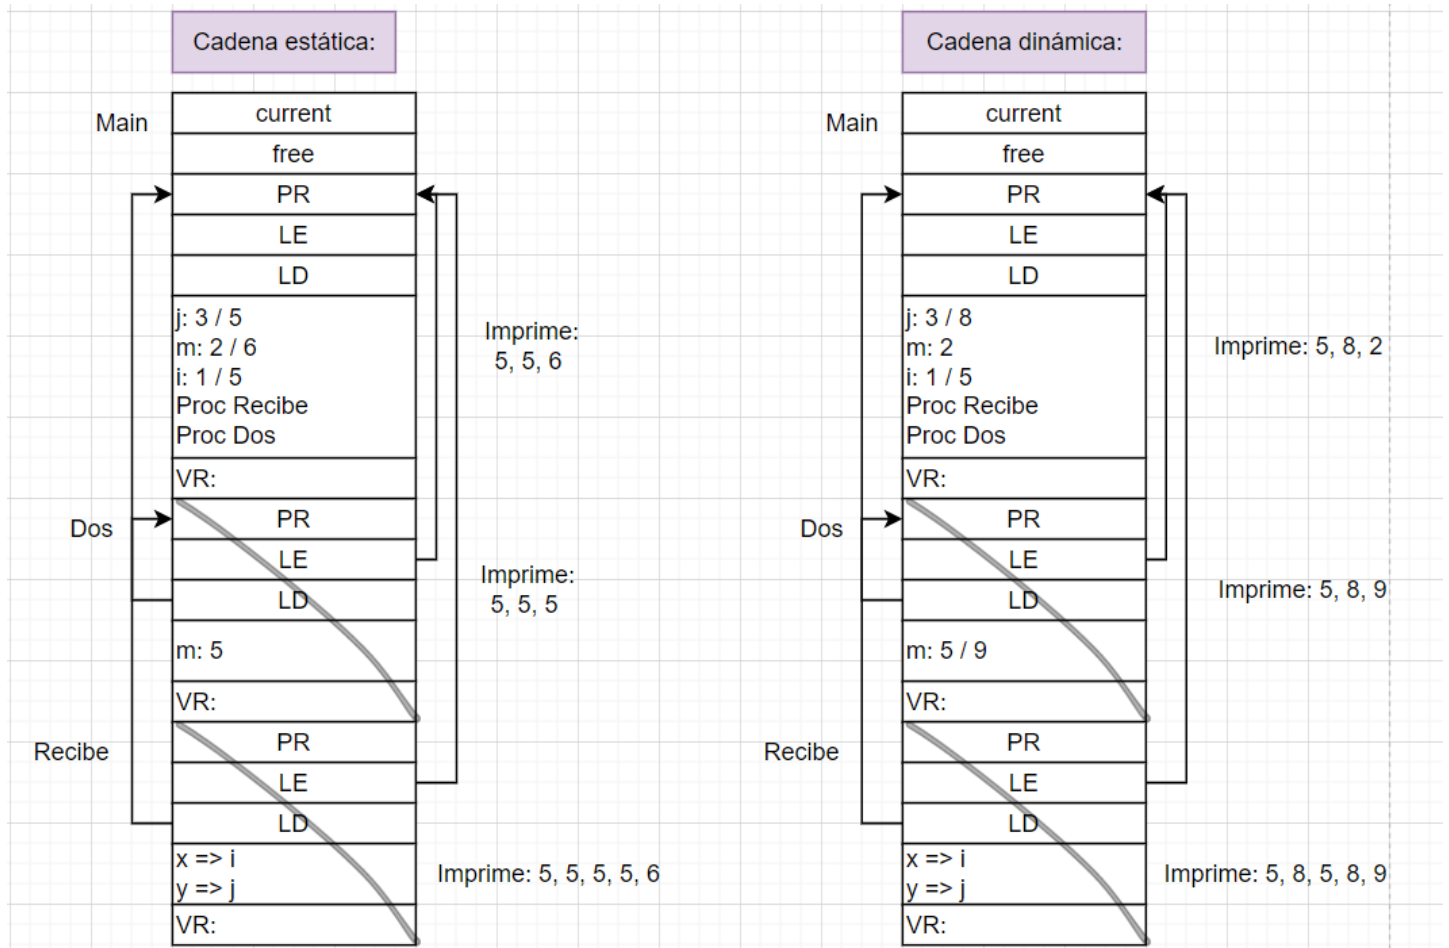 Cadena estática:
Main
current
free
PR
LE
LD
j: 3 / 5
m: 2 / 6
i: 1 / 5
Proc Recibe
Proc Dos
VR:
Imprime:
5, 5, 6
Dos
PR
LE
LD
m: 5
VR:
Imprime:
5, 5, 5
Recibe
PR
LE
LD
x => i
y => j
VR:
Imprime: 5, 5, 5, 5, 6
Cadena dinámica:
Main
current
free
PR
LE
LD
j: 3 / 8
m: 2
i: 1 / 5
Proc Recibe
Proc Dos
VR:
Imprime: 5, 8, 2
Dos
PR
LE
LD
m: 5 / 9
VR:
Imprime: 5, 8, 9
Recibe
PR
LE
LD
x => i
y => j
VR:
Imprime: 5, 8, 5, 8, 9